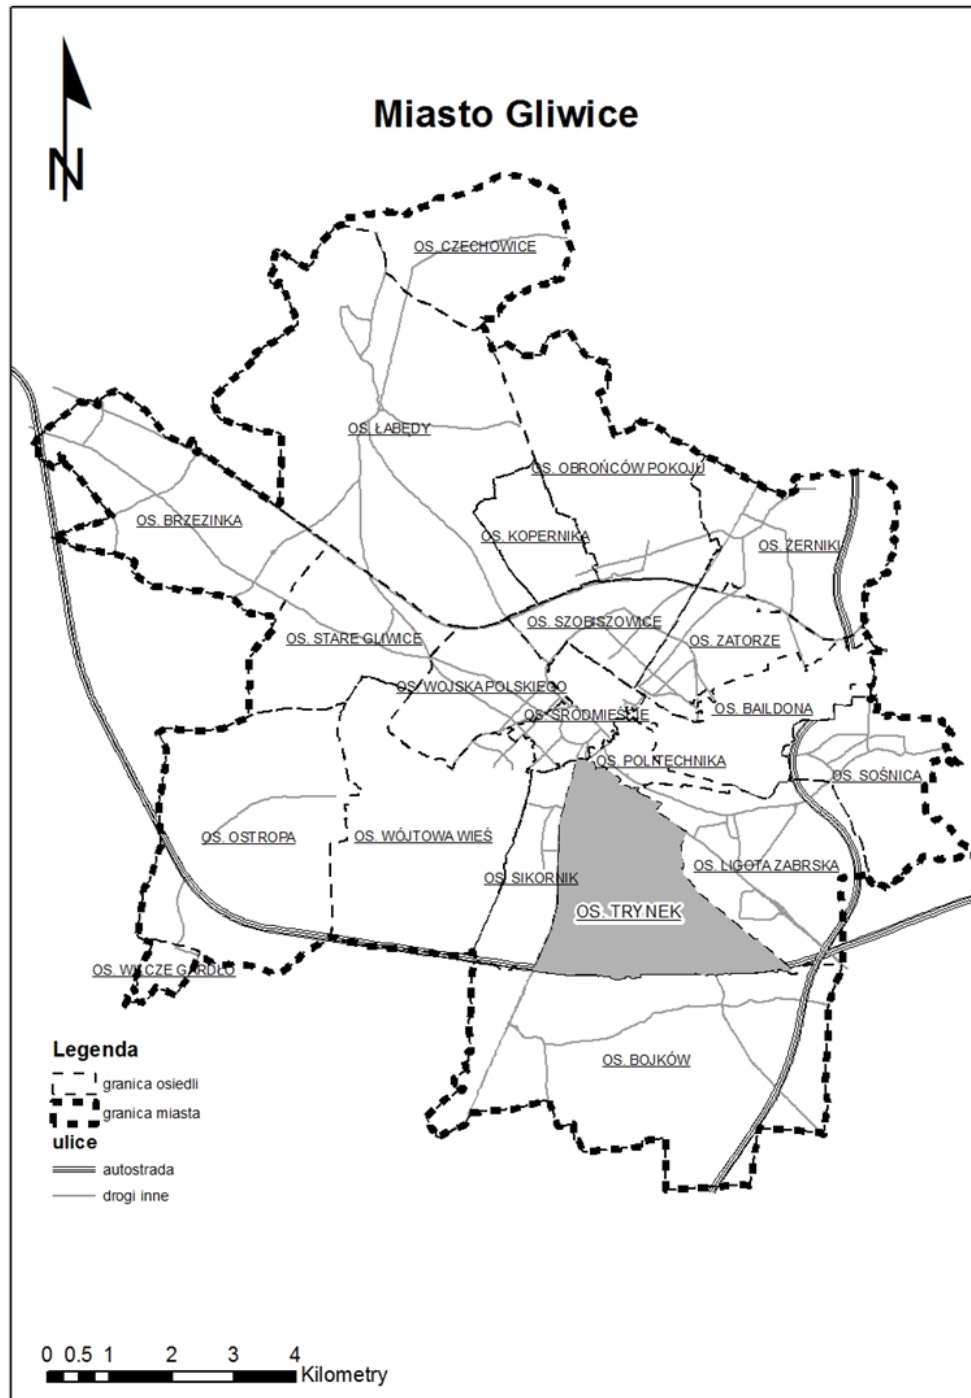 Miasto Gliwice
N
OS. CZECHOWICE
OS. ŁABĘDY
OS. OBROŃCÓW POKOJU
OS. BRZEZINKA
OS. KOPERNIKA
OS. ŻERNIKI
OS. SZOBISZOWICE
OS. STARE GLIWICE
OS. ZATORZE
OS. WOJSKA POLSKIEGO
OS. ŚRÓDMIEŚCIE
OS. BAILDONA
OS. POLITECHNIKA
OS. SOŚNICA
OS. OSTROPA
OS. WÓJTOWA WIEŚ
OS. LIGOTA ZABRSKA
OS. SIKORNIK
OS. TRYNEK
OS. WILCZE GARDŁO
OS. BOJKÓW
Legenda
granica osiedli
granica miasta
ulice
autostrada
drogi inne
0 0.5 1 2 3 4
Kilometry